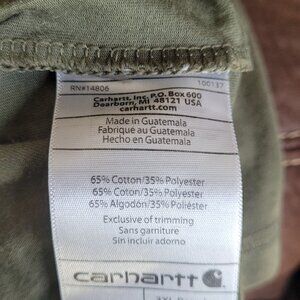 RN#14806 100137
Carhartt, Inc. P.O. Box 600
Dearborn, MI 48121 USA
carhartt.com
Made in Guatemala
Fabriqué au Guatemala
Hecho en Guatemala
65% Cotton/35% Polyester
65% Coton/35% Polyester
65% Algodón/35% Poliéster
Exclusive of trimming
Sans garniture
Sin incluir adorno
carhartt